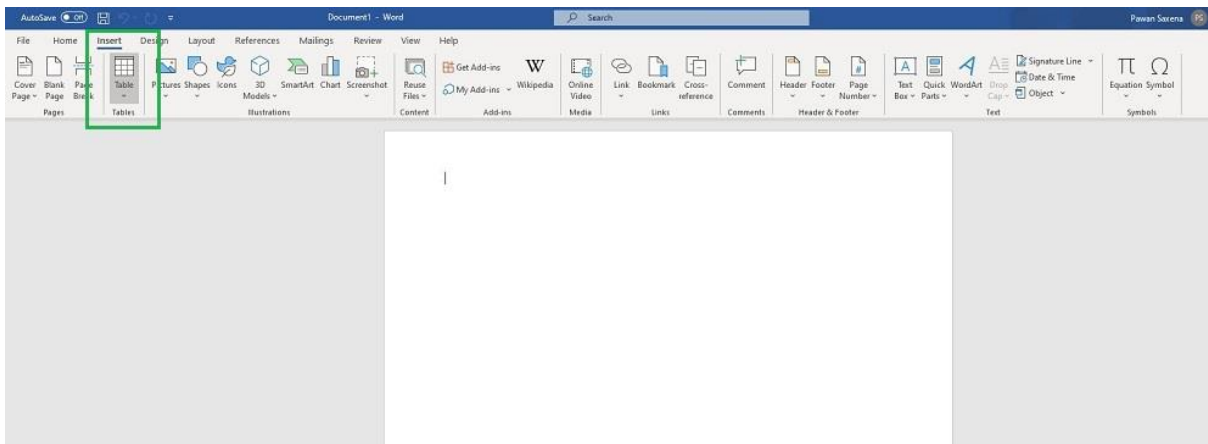 AutoSave Off Document1 - Word Search Pawan Saxena PS
File Home Insert Design Layout References Mailings Review View Help
Cover Page
Blank Page
Page Break
Pages
Table
Tables
Pictures
Shapes
Icons
3D Models
SmartArt
Chart
Screenshot
Illustrations
Reuse Files
Content
Get Add-ins
My Add-ins
W
Wikipedia
Add-ins
Online Video
Media
Link
Bookmark
Cross-reference
Links
Comment
Comments
Header
Footer
Page Number
Header & Footer
Text Box
Quick Parts
WordArt
Drop Cap
Signature Line
Date & Time
Object
Text
π
Equation
Ω
Symbol
Symbols